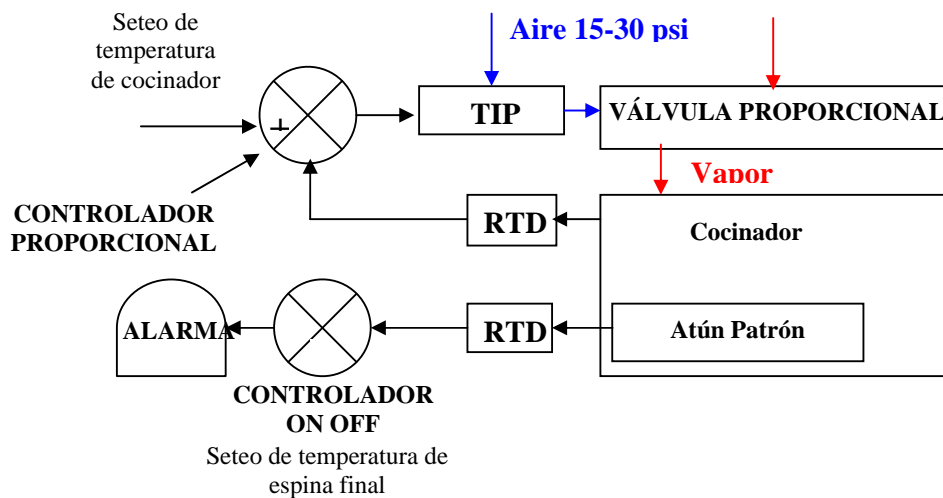 Seteo de
temperatura
de cocinador
Aire 15-30 psi
TIP
VÁLVULA PROPORCIONAL
+
-
CONTROLADOR
PROPORCIONAL
Vapor
RTD
Cocinador
ALARMA
RTD
Atún Patrón
CONTROLADOR
ON OFF
Seteo de temperatura de
espina final